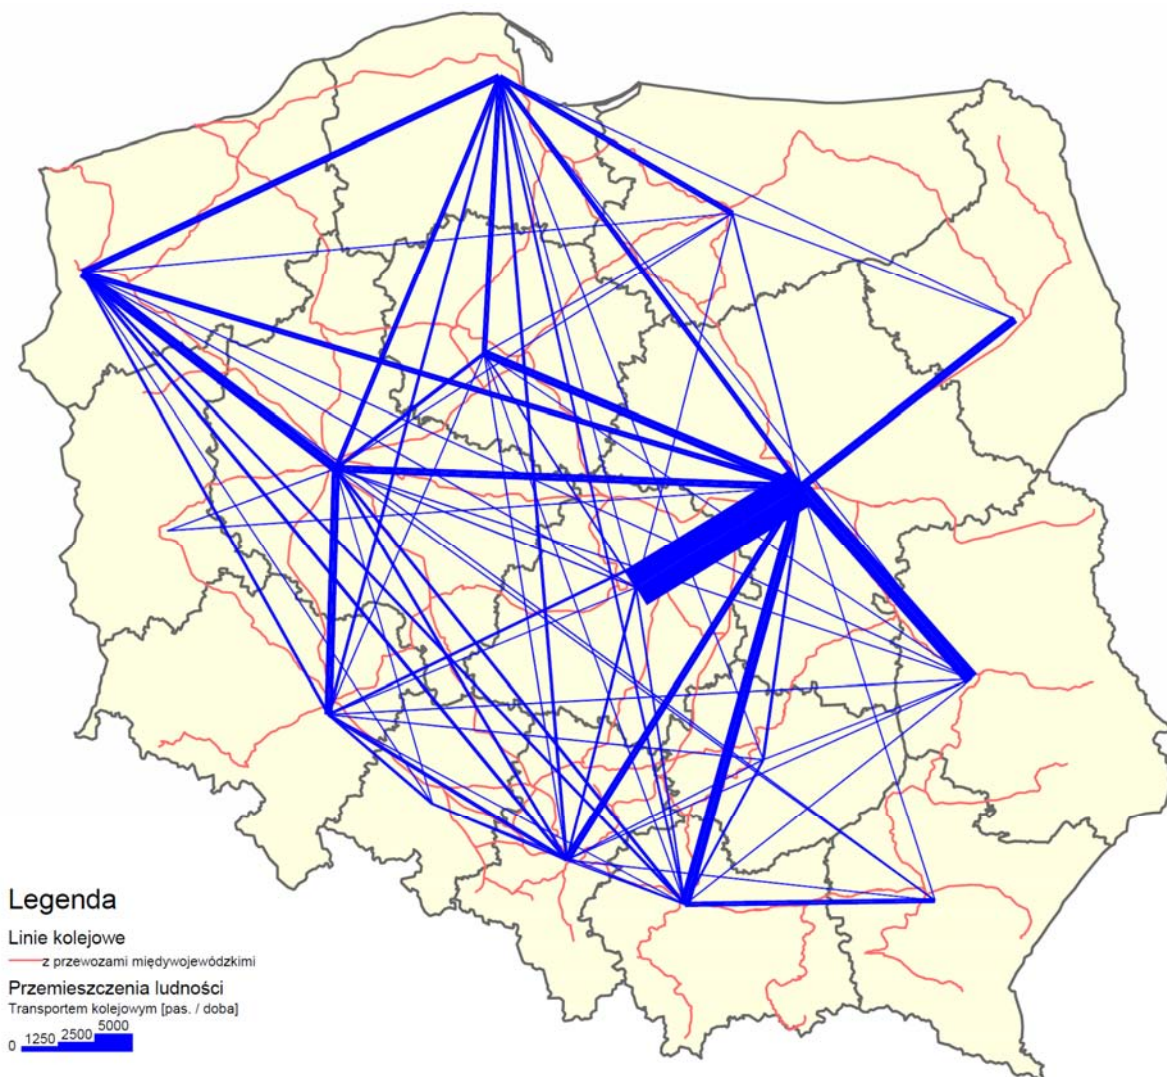 Legenda
Linie kolejowe
z przewozami międzywojewódzkimi
Przemieszczenia ludności
Transportem kolejowym [pas. / doba]
0 1250 2500 5000